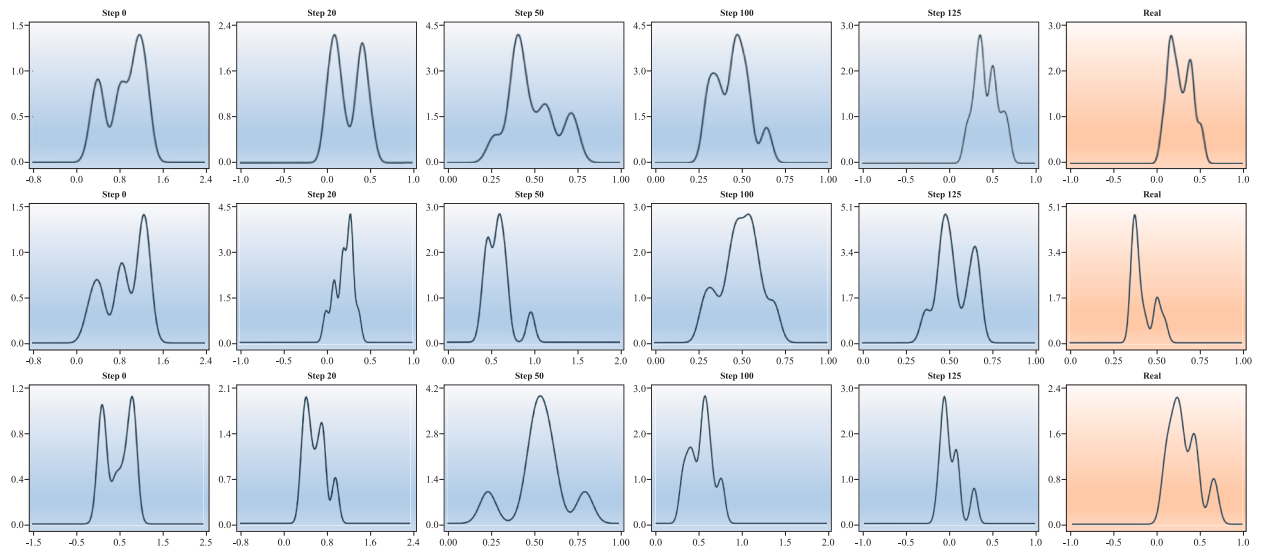 Step 0 Step 20 Step 50 Step 100 Step 125 Real
1.5 2.4 4.5 4.5 3.0 3.0
1.0 1.6 3.0 3.0 2.0 2.0
0.5 0.8 1.5 1.5 1.0 1.0
0.0 0.0 0.0 0.0 0.0 0.0
-0.8 0.0 0.8 1.6 2.4 -1.0 0.5 0.0 0.5 1.0 0.00 0.25 0.50 0.75 1.00 0.00 0.25 0.50 0.75 1.00 -1.0 0.5 0.0 0.5 1.0 -1.0 0.5 0.0 0.5 1.0
Step 0 Step 20 Step 50 Step 100 Step 125 Real
1.5 4.5 3.0 3.0 5.1 5.1
1.0 3.0 2.0 2.0 3.4 3.4
0.5 1.5 1.0 1.0 1.7 1.7
0.0 0.0 0.0 0.0 0.0 0.0
-0.8 0.0 0.8 1.6 2.4 -1.0 0.5 0.0 0.5 1.0 0.0 0.5 1.0 1.5 2.0 0.00 0.25 0.50 0.75 1.00 0.00 0.25 0.50 0.75 1.00 0.0 0.25 0.50 0.75 1.00
Step 0 Step 20 Step 50 Step 100 Step 125 Real
1.2 2.1 4.2 3.0 3.0 2.4
0.8 1.4 2.8 2.0 2.0 1.6
0.4 0.7 1.4 1.0 1.0 0.8
0.0 0.0 0.0 0.0 0.0 0.0
-1.0 -0.5 0.5 1.5 2.5 -0.8 0.0 0.8 1.6 2.4 0.00 0.25 0.50 0.75 1.00 0.0 0.5 1.0 1.5 2.0 -1.0 0.0 0.5 0.5 1.0 -1.0 0.5 0.0 0.5 1.0